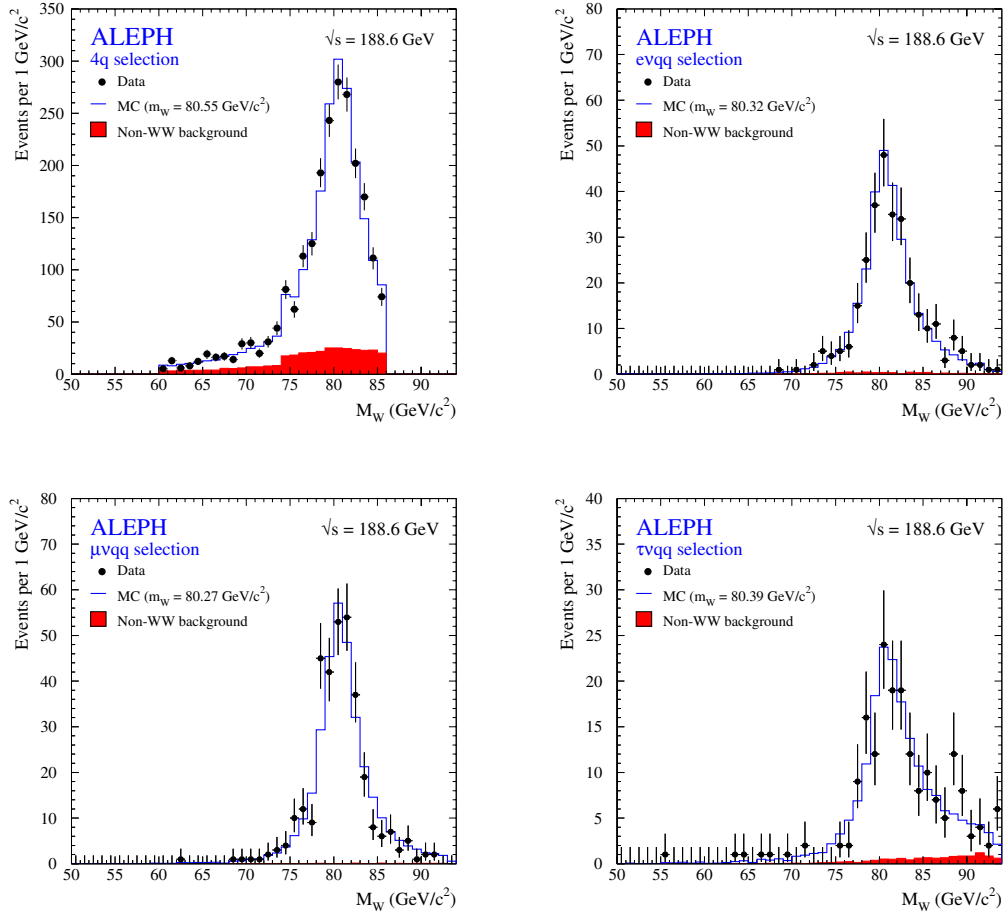 Events per 1 GeV/c²
350
300
250
200
150
100
50
0
ALEPH
4q selection
√s = 188.6 GeV
Data
MC (m_W = 80.55 GeV/c²)
Non-WW background
50 55 60 65 70 75 80 85 90
M_W (GeV/c²)
Events per 1 GeV/c²
80
70
60
50
40
30
20
10
0
ALEPH
eνqq selection
√s = 188.6 GeV
Data
MC (m_W = 80.32 GeV/c²)
Non-WW background
50 55 60 65 70 75 80 85 90
M_W (GeV/c²)
Events per 1 GeV/c²
80
70
60
50
40
30
20
10
0
ALEPH
μνqq selection
√s = 188.6 GeV
Data
MC (m_W = 80.27 GeV/c²)
Non-WW background
50 55 60 65 70 75 80 85 90
M_W (GeV/c²)
Events per 1 GeV/c²
40
35
30
25
20
15
10
5
0
ALEPH
τνqq selection
√s = 188.6 GeV
Data
MC (m_W = 80.39 GeV/c²)
Non-WW background
50 55 60 65 70 75 80 85 90
M_W (GeV/c²)